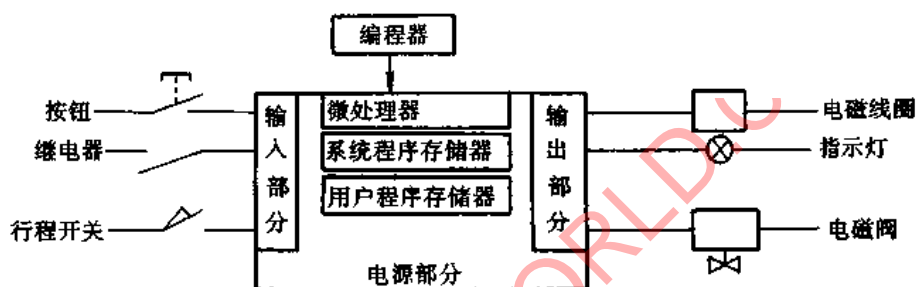 编程器
按钮
继电器
行程开关
输入部分
微处理器
系统程序存储器
用户程序存储器
输出部分
电源部分
电磁线圈
指示灯
电磁阀